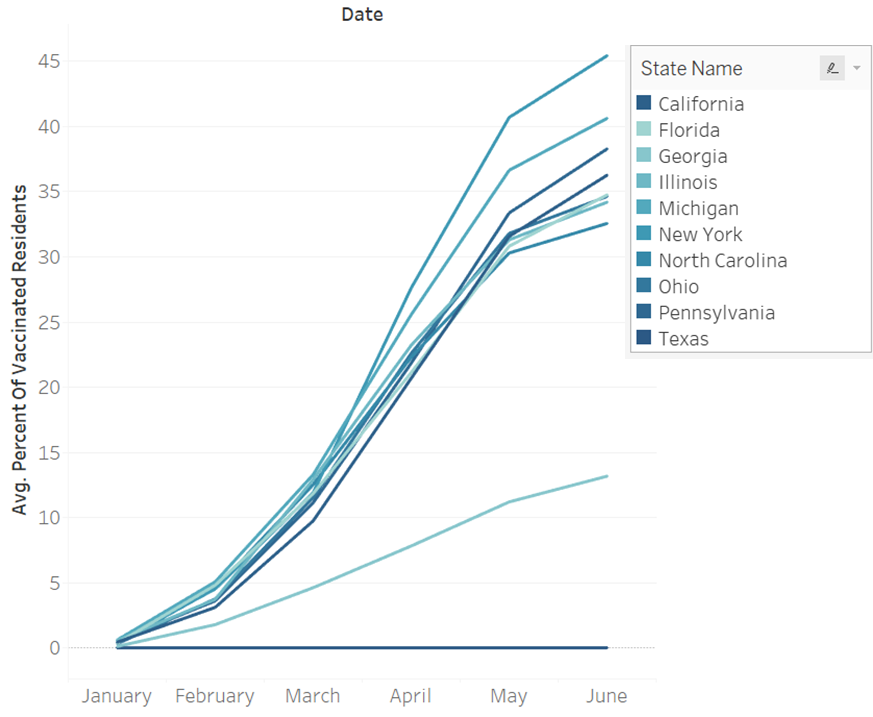 Date
Avg. Percent Of Vaccinated Residents
45
40
35
30
25
20
15
10
5
0
January February March April May June
State Name
California
Florida
Georgia
Illinois
Michigan
New York
North Carolina
Ohio
Pennsylvania
Texas